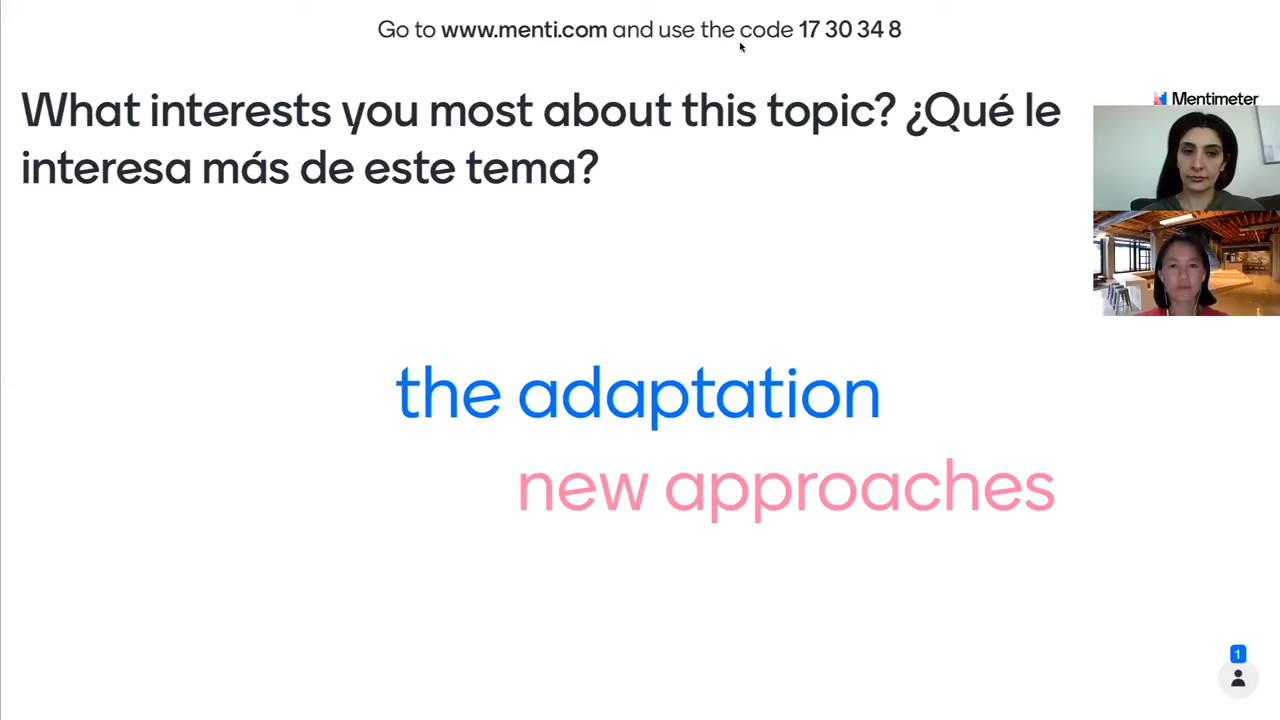 Go to www.menti.com and use the code 17 30 34 8
What interests you most about this topic? ¿Qué le
interesa más de este tema?
Mentimeter
the adaptation
new approaches
1